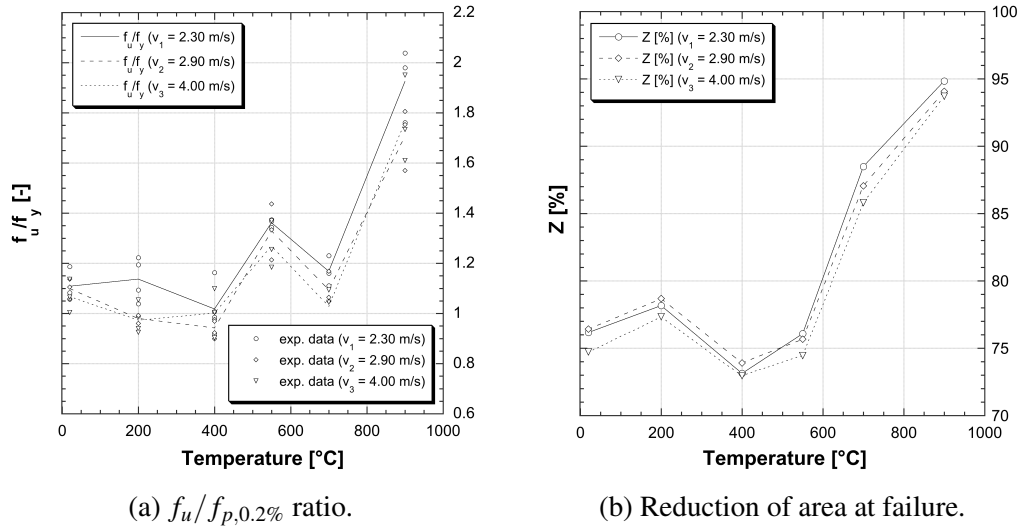 f_u/f_y (v_1 = 2.30 m/s)
f_u/f_y (v_2 = 2.90 m/s)
f_u/f_y (v_3 = 4.00 m/s)
exp. data (v_1 = 2.30 m/s)
exp. data (v_2 = 2.90 m/s)
exp. data (v_3 = 4.00 m/s)
2.2
2
1.8
1.6
1.4
1.2
1
0.8
0.6
f_u/f_y [-]
0 200 400 600 800 1000
Temperature [°C]
(a) f_u/f_{p,0.2%} ratio.
Z [%] (v_1 = 2.30 m/s)
Z [%] (v_2 = 2.90 m/s)
Z [%] (v_3 = 4.00 m/s)
100
95
90
85
80
75
70
Z [%]
0 200 400 600 800 1000
Temperature [°C]
(b) Reduction of area at failure.